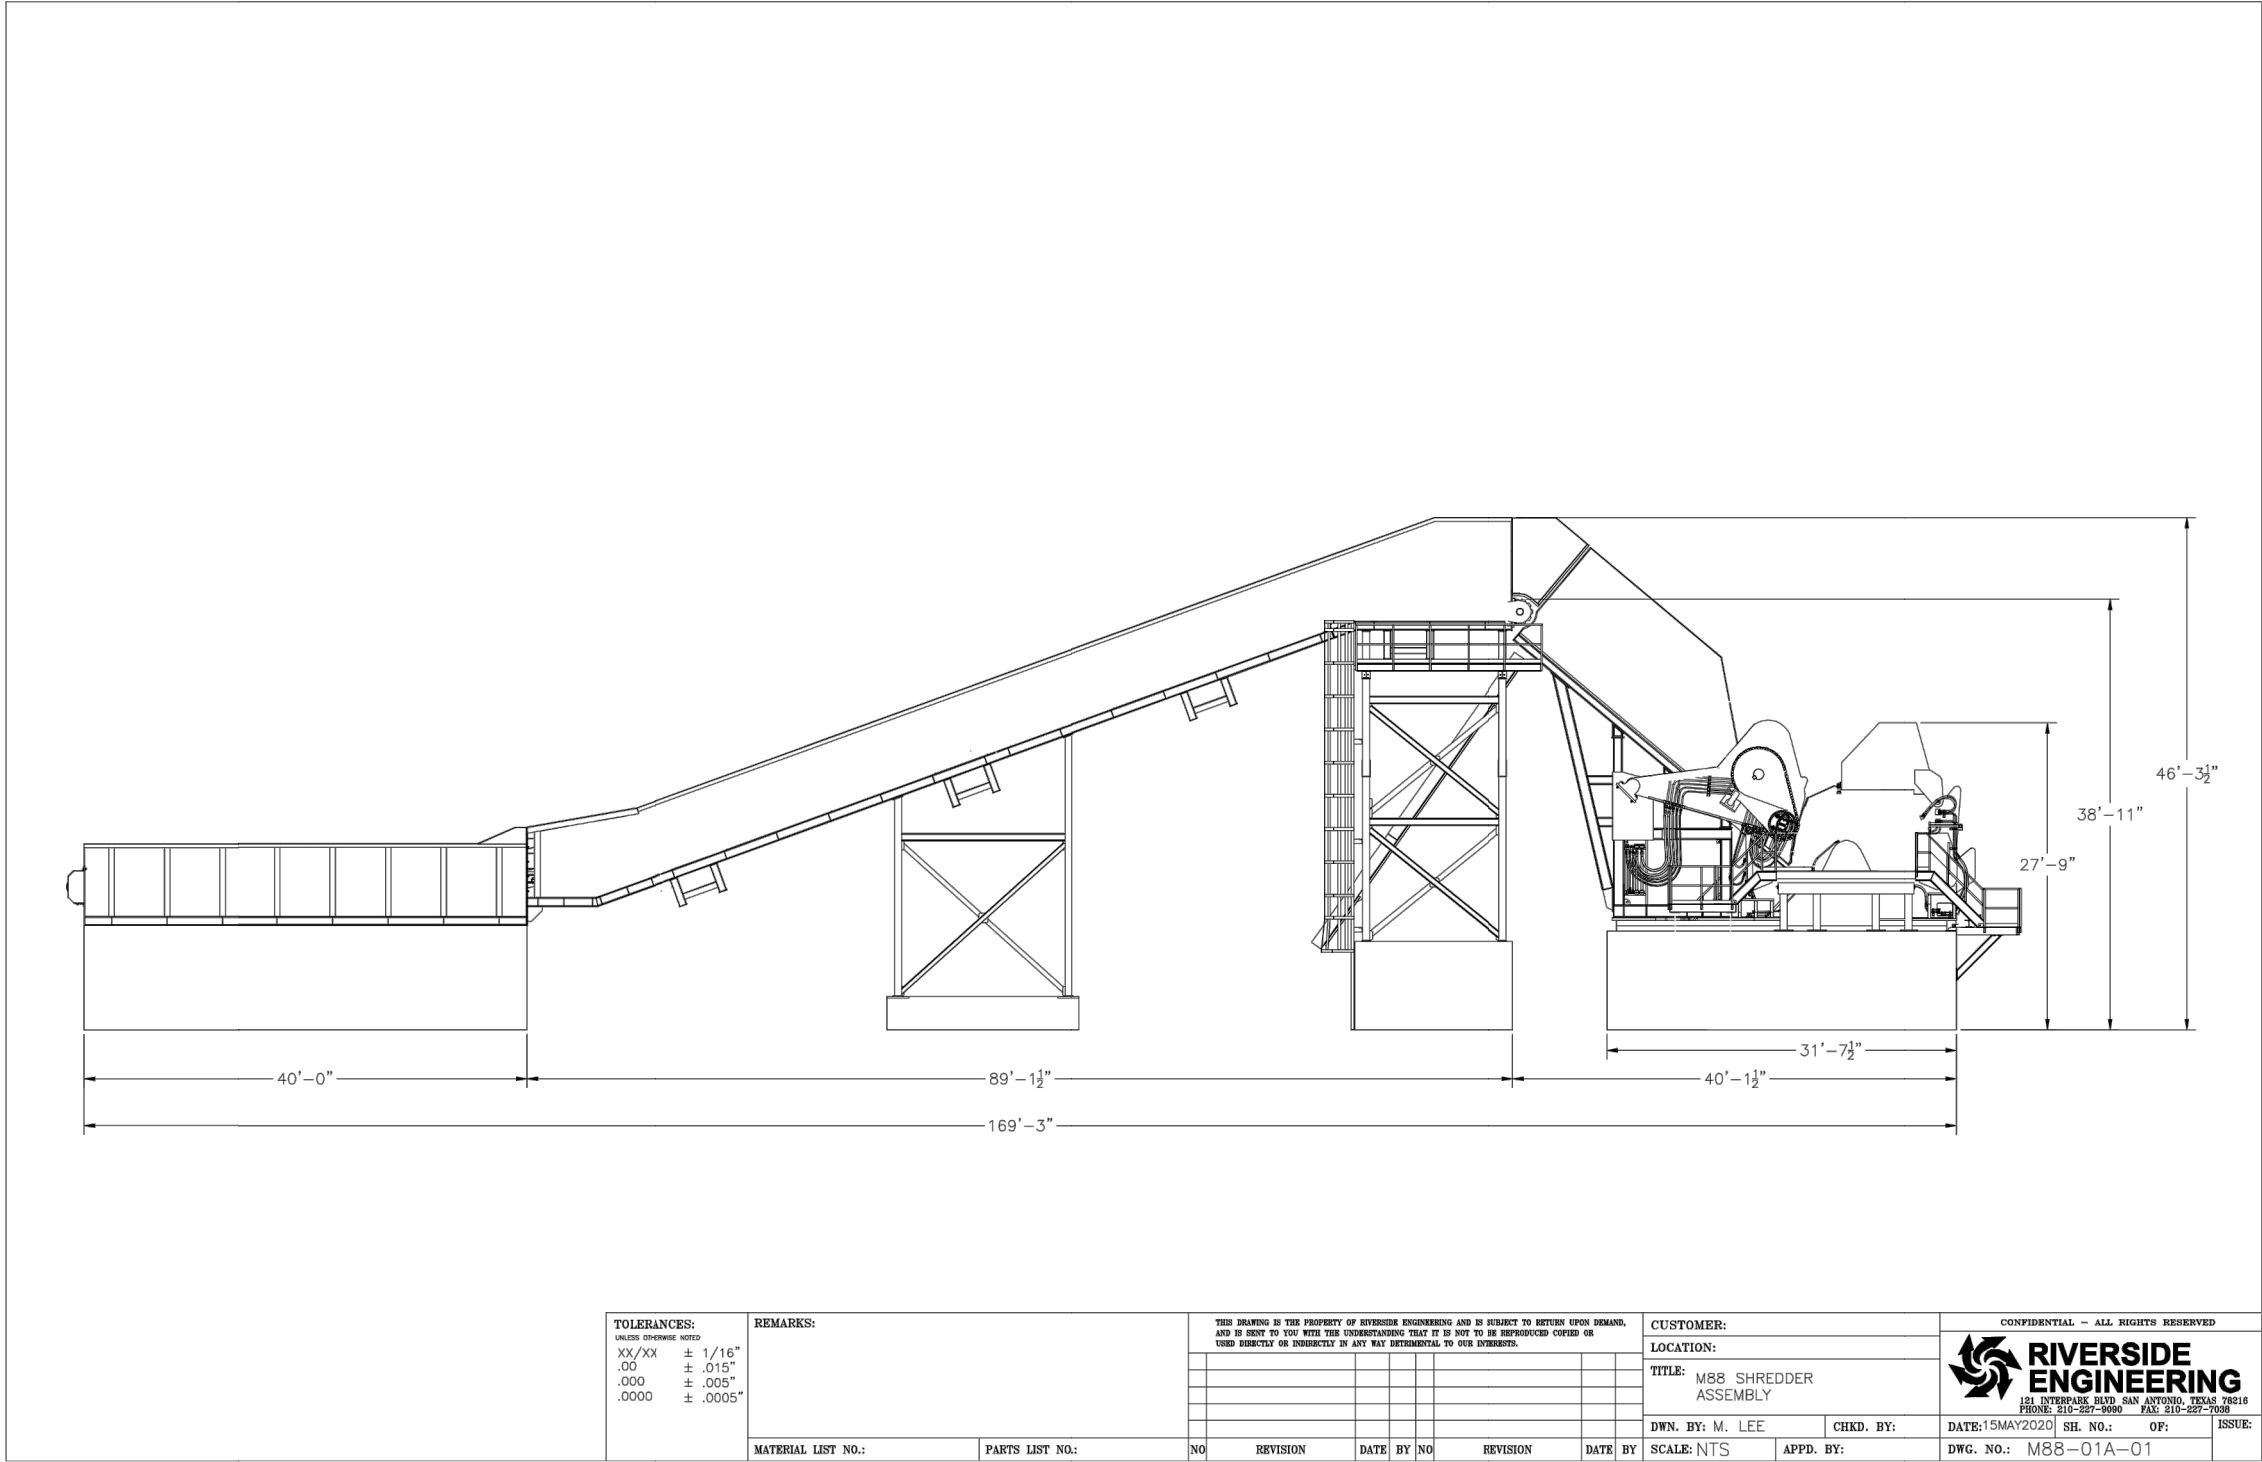 46'-3½"
38'-11"
27'-9"
31'-7½"
40'-0"
89'-1½"
40'-1½"
169'-3"
TOLERANCES:
UNLESS OTHERWISE NOTED
XX/XX ± 1/16"
.00 ± .015"
.000 ± .005"
.0000 ± .0005"
REMARKS:
MATERIAL LIST NO.:
PARTS LIST NO.:
THIS DRAWING IS THE PROPERTY OF RIVERSIDE ENGINEERING AND IS SUBJECT TO RETURN UPON DEMAND,
AND IS SENT TO YOU WITH THE UNDERSTANDING THAT IT IS NOT TO BE REPRODUCED COPIED OR
USED DIRECTLY OR INDIRECTLY IN ANY WAY DETRIMENTAL TO OUR INTERESTS.
NO REVISION DATE BY NO REVISION DATE BY
CUSTOMER:
LOCATION:
TITLE: M88 SHREDDER
ASSEMBLY
DWN. BY: M. LEE
CHKD. BY:
SCALE: NTS
APPD. BY:
CONFIDENTIAL – ALL RIGHTS RESERVED
RIVERSIDE
ENGINEERING
121 INTERPARK BLVD SAN ANTONIO, TEXAS 78216
PHONE: 210-227-9090 FAX: 210-227-7038
DATE: 15MAY2020
SH. NO.: OF:
ISSUE:
DWG. NO.: M88-01A-01